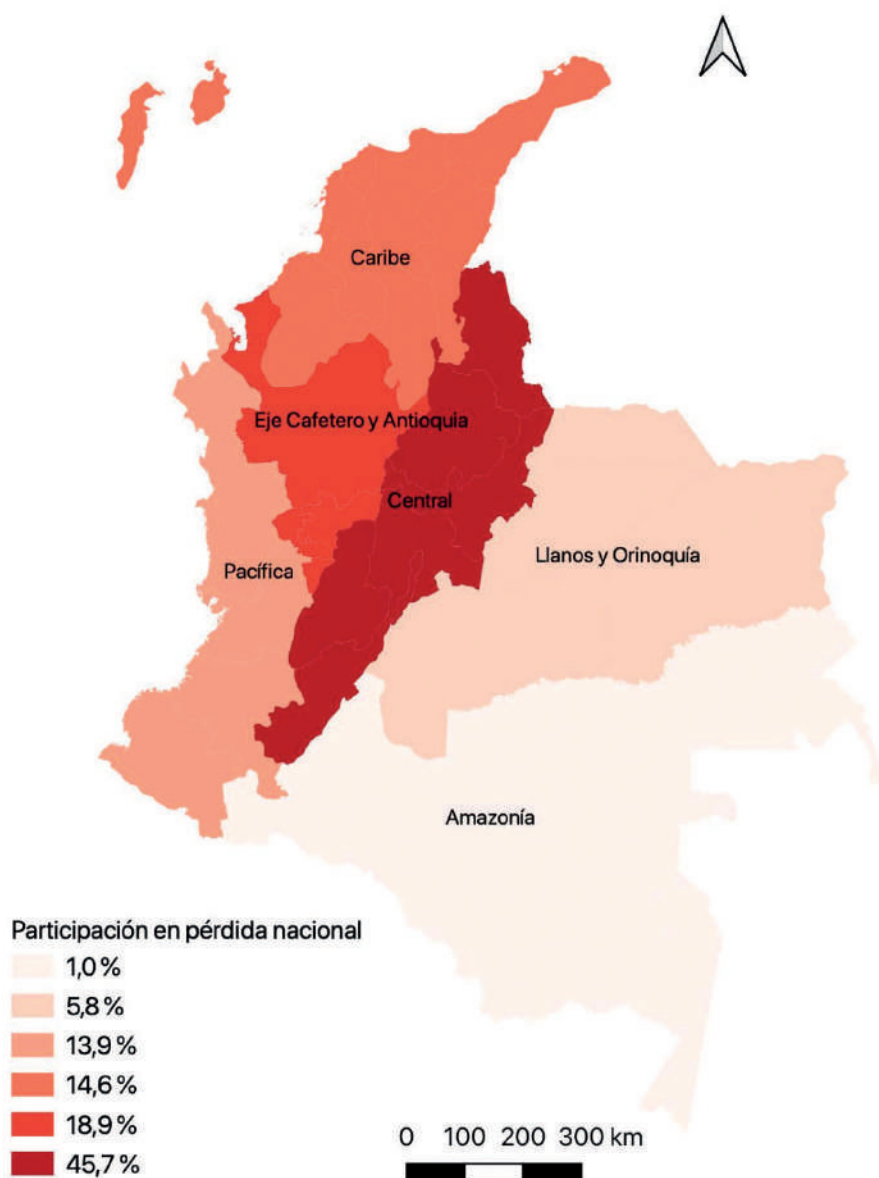 Caribe
Eje Cafetero y Antioquia
Central
Llanos y Orinoquía
Pacífica
Amazonía
Participación en pérdida nacional
1,0 %
5,8 %
13,9 %
14,6 %
18,9 %
45,7 %
0 100 200 300 km